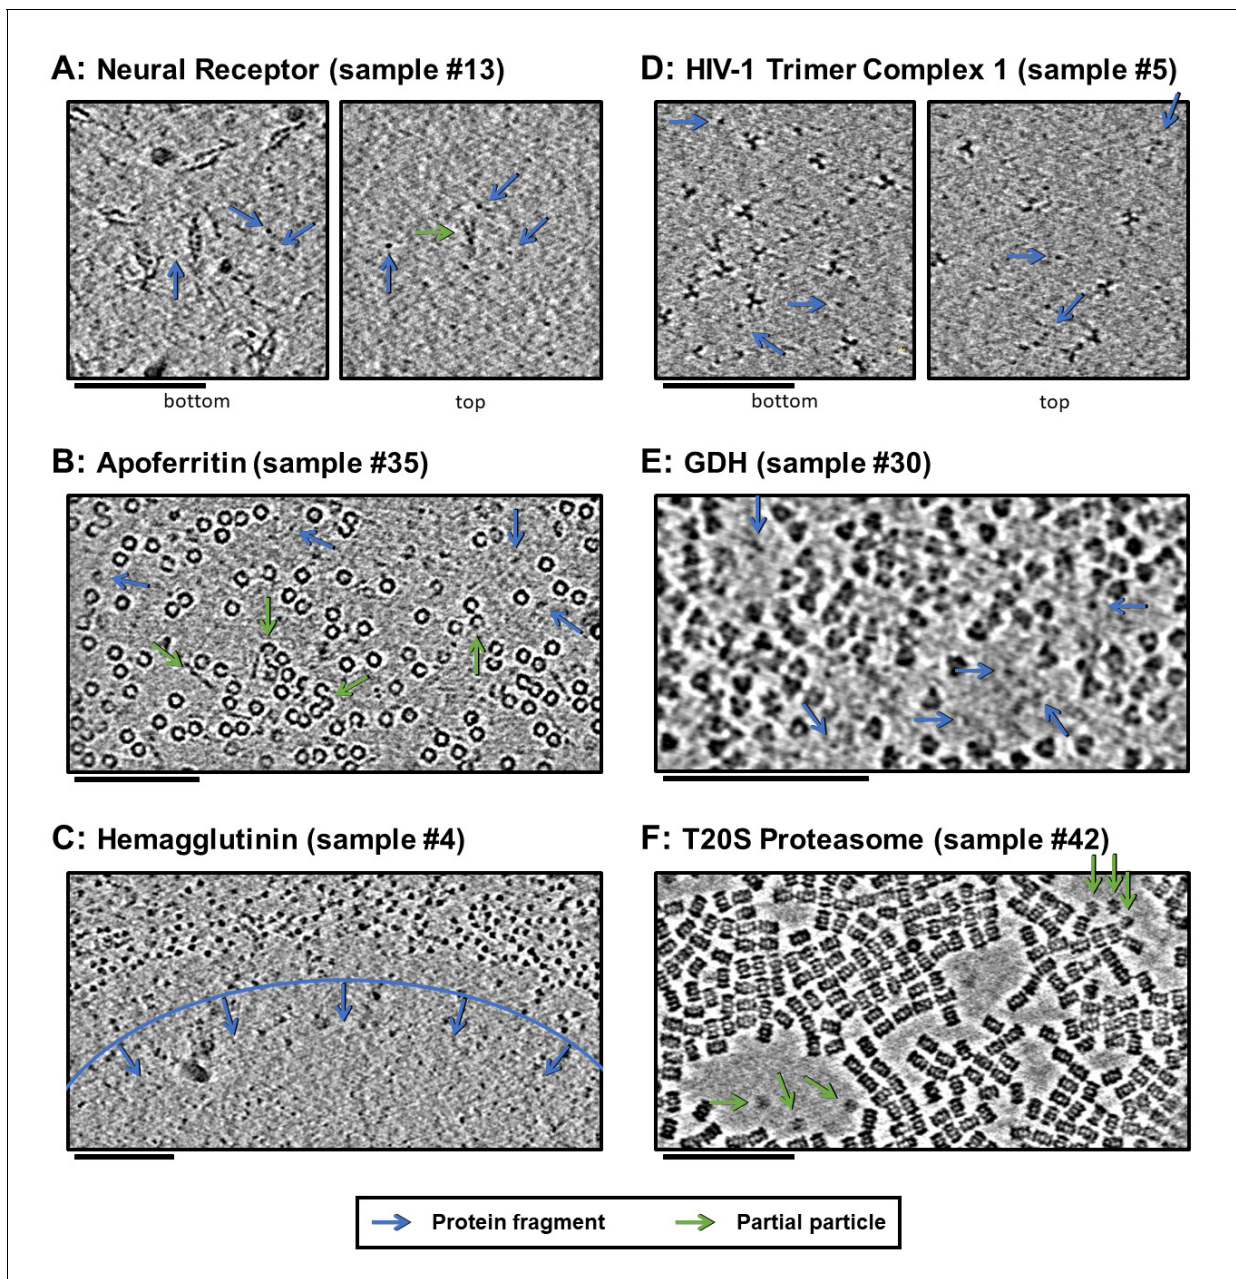 A: Neural Receptor (sample #13)
bottom
top
B: Apoferritin (sample #35)
C: Hemagglutinin (sample #4)
D: HIV-1 Trimer Complex 1 (sample #5)
bottom
top
E: GDH (sample #30)
F: T20S Proteasome (sample #42)
Protein fragment
Partial particle